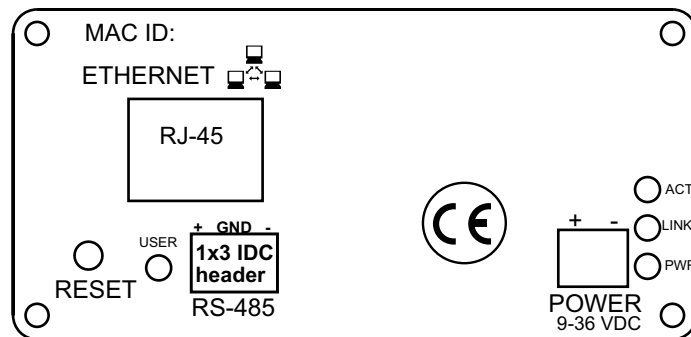 MAC ID:
ETHERNET
RJ-45
+ GND -
1x3 IDC
header
RS-485
USER
RESET
CE
ACT
LINK
PWR
+ -
POWER
9-36 VDC